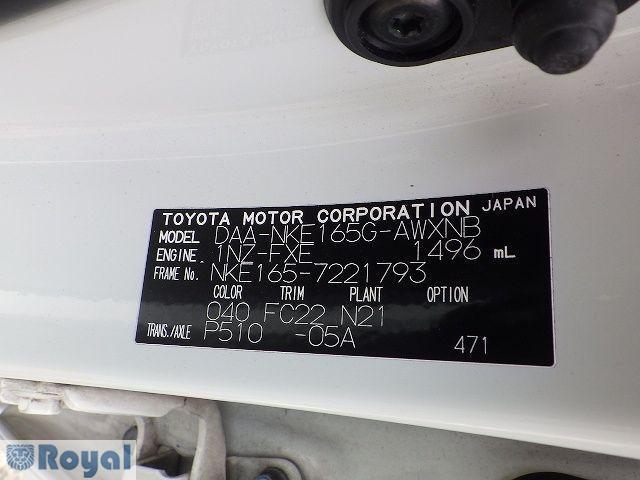 TOYOTA MOTOR CORPORATION JAPAN
MODEL DAA-NKE165G-AWXNB
ENGINE 1NZ-FXE 1496 mL
FRAME No. NKE165-7221793
COLOR TRIM PLANT OPTION
040 FC22 N21
TRANS./AXLE P510 -05A
471
Royal